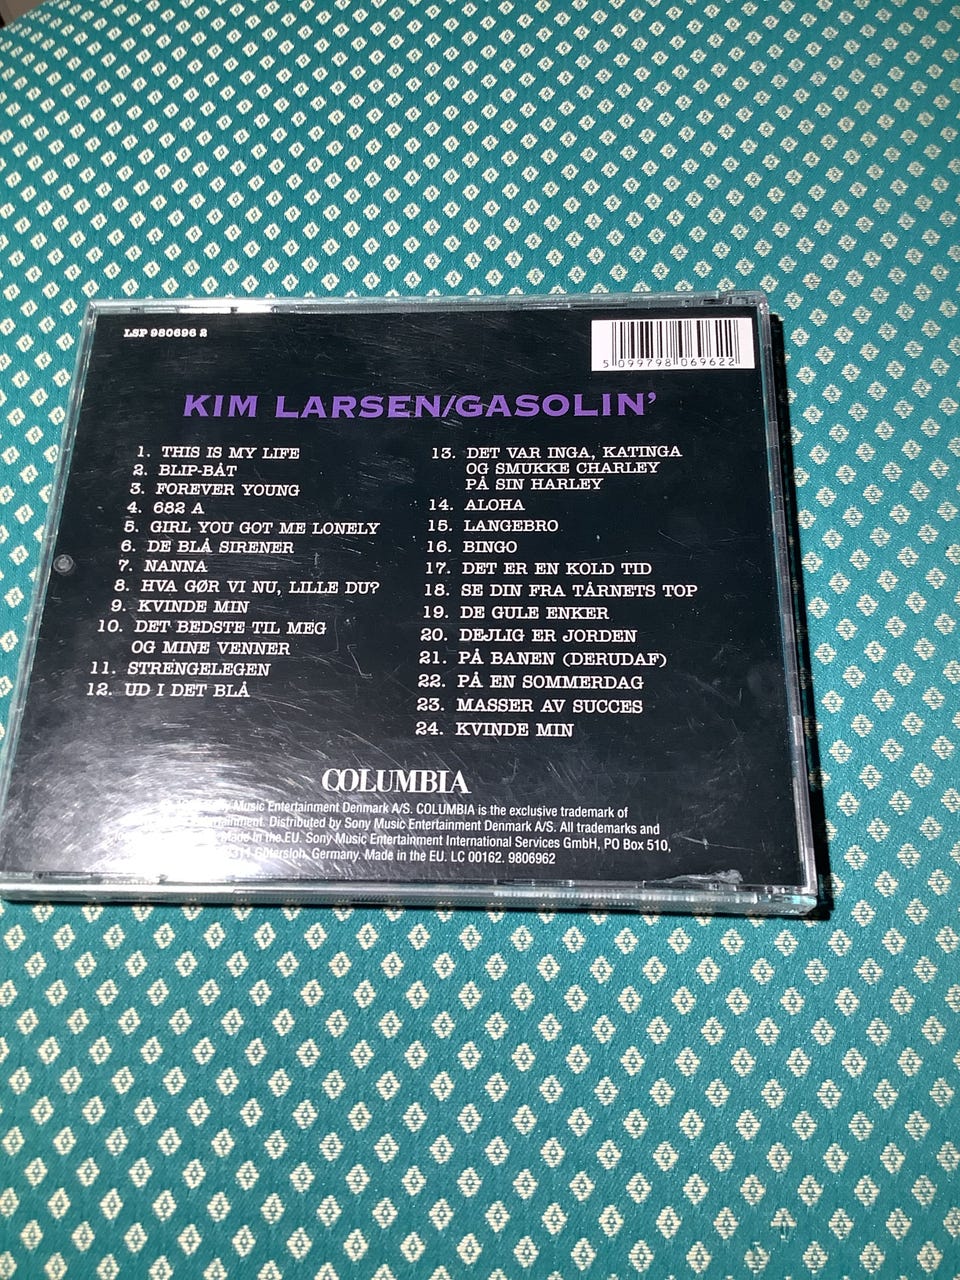 LSP 980696 2
5 099798 069622
KIM LARSEN/GASOLIN'
1. THIS IS MY LIFE
2. BLIP-BÅT
3. FOREVER YOUNG
4. 682 A
5. GIRL YOU GOT ME LONELY
6. DE BLÅ SIRENER
7. NANNA
8. HVA GØR VI NU, LILLE DU?
9. KVINDE MIN
10. DET BEDSTE TIL MEG
OG MINE VENNER
11. STRENGELEGEN
12. UD I DET BLÅ
13. DET VAR INGA, KATINGA
OG SMUKKE CHARLEY
PÅ SIN HARLEY
14. ALOHA
15. LANGEBRO
16. BINGO
17. DET ER EN KOLD TID
18. SE DIN FRA TÅRNETS TOP
19. DE GULE ENKER
20. DEJLIG ER JORDEN
21. PÅ BANEN (DERUDAF)
22. PÅ EN SOMMERDAG
23. MASSER AV SUCCES
24. KVINDE MIN
COLUMBIA
Music Entertainment Denmark A/S. COLUMBIA is the exclusive trademark of
Distributed by Sony Music Entertainment Denmark A/S. All trademarks and
Made in the EU. Sony Music Entertainment International Services GmbH, PO Box 510,
Germany. Made in the EU. LC 00162. 9806962